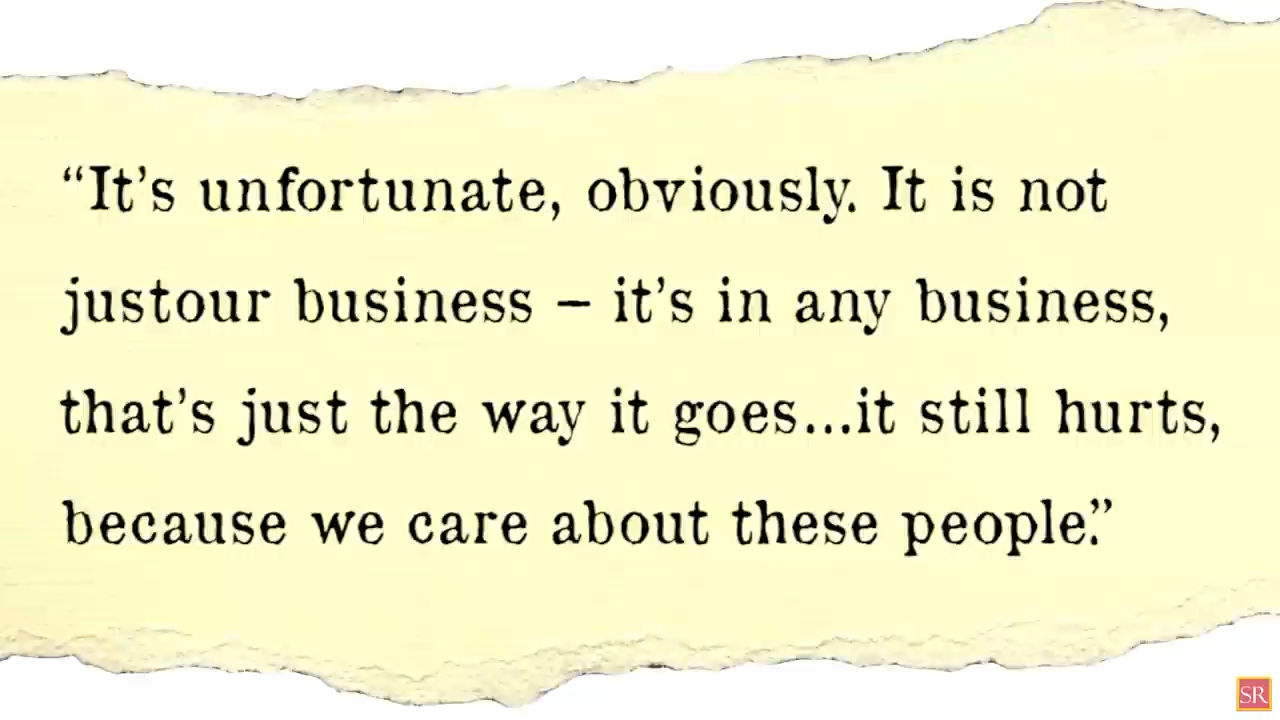 “It’s unfortunate, obviously. It is not
justour business – it’s in any business,
that’s just the way it goes...it still hurts,
because we care about these people.”
SR